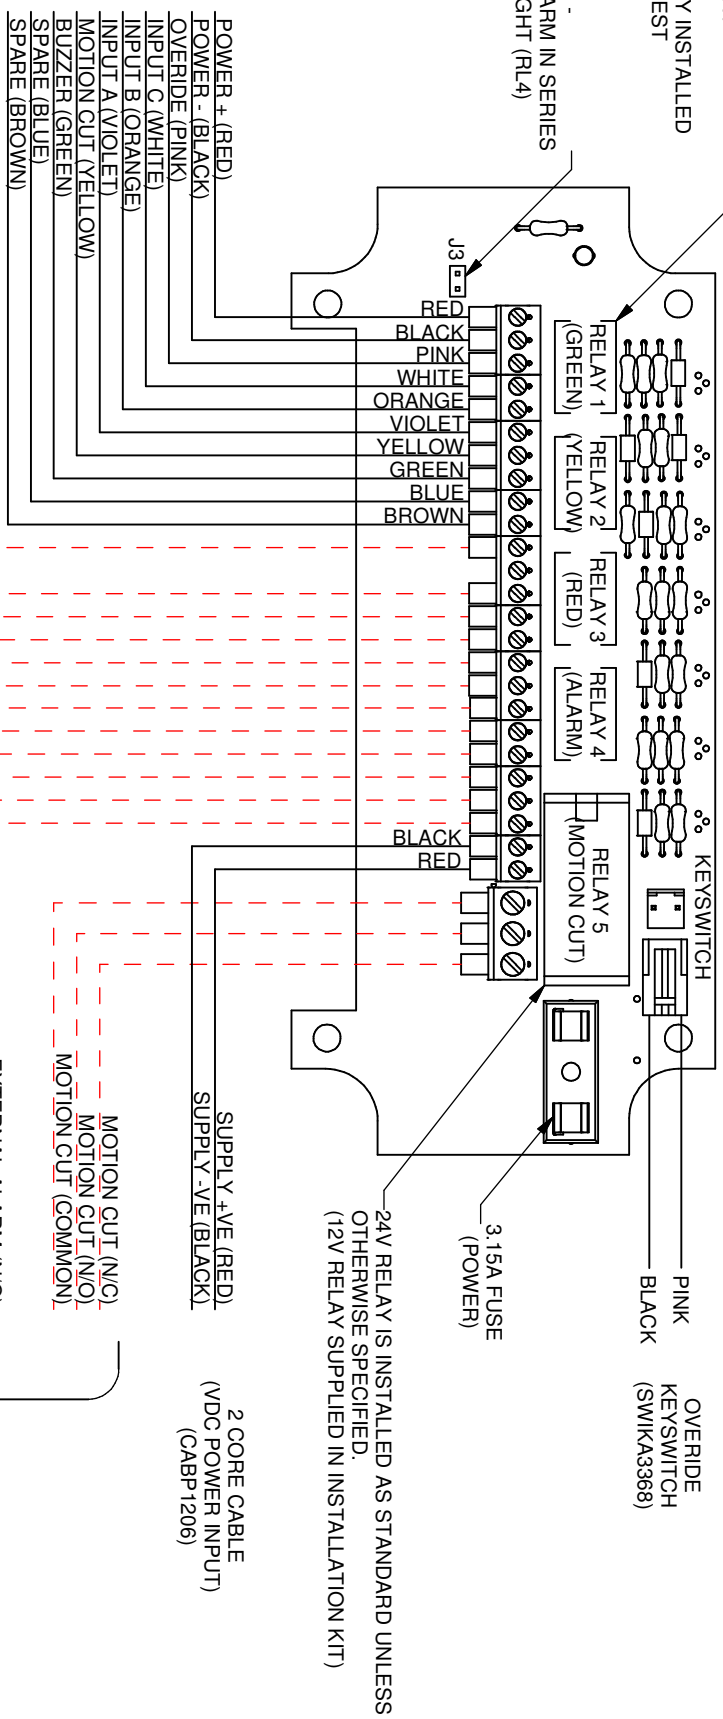 Y INSTALLED
EST
-
ARM IN SERIES
GHT (RL4)
POWER + (RED)
POWER - (BLACK)
OVERIDE (PINK)
INPUT C (WHITE)
INPUT B (ORANGE)
INPUT A (VIOLET)
MOTION CUT (YELLOW)
BUZZER (GREEN)
SPARE (BLUE)
SPARE (BROWN)
J3
RED
BLACK
PINK
WHITE
ORANGE
VIOLET
YELLOW
GREEN
BLUE
BROWN
BLACK
RED
RELAY 1
(GREEN)
RELAY 2
(YELLOW)
RELAY 3
(RED)
RELAY 4
(ALARM)
RELAY 5
(MOTION CUT)
KEYSWITCH
PINK
BLACK
OVERIDE
KEYSWITCH
(SWIKA3368)
3.15A FUSE
(POWER)
24V RELAY IS INSTALLED AS STANDARD UNLESS
OTHERWISE SPECIFIED.
(12V RELAY SUPPLIED IN INSTALLATION KIT)
SUPPLY +VE (RED)
SUPPLY -VE (BLACK)
2 CORE CABLE
(VDC POWER INPUT)
(CABP1206)
MOTION CUT (N/C)
MOTION CUT (N/O)
MOTION CUT (COMMON)